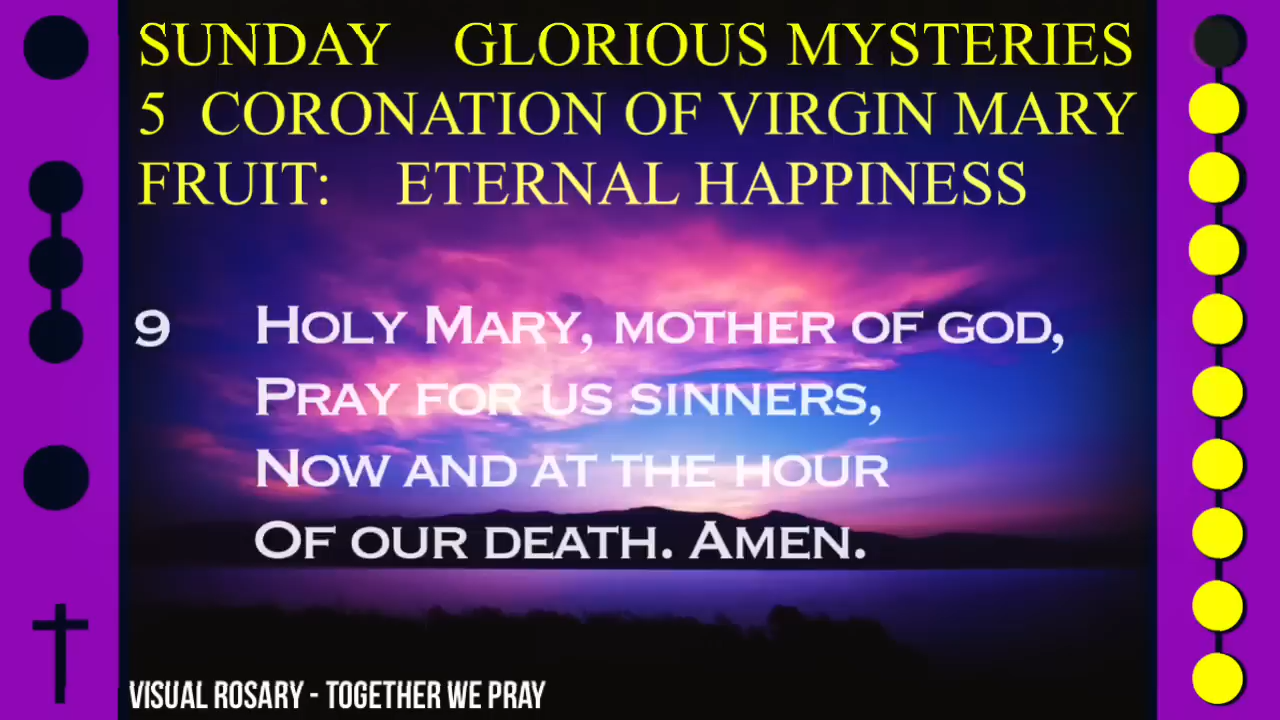 SUNDAY GLORIOUS MYSTERIES
5 CORONATION OF VIRGIN MARY
FRUIT: ETERNAL HAPPINESS
9 HOLY MARY, MOTHER OF GOD,
PRAY FOR US SINNERS,
NOW AND AT THE HOUR
OF OUR DEATH. AMEN.
VISUAL ROSARY - TOGETHER WE PRAY